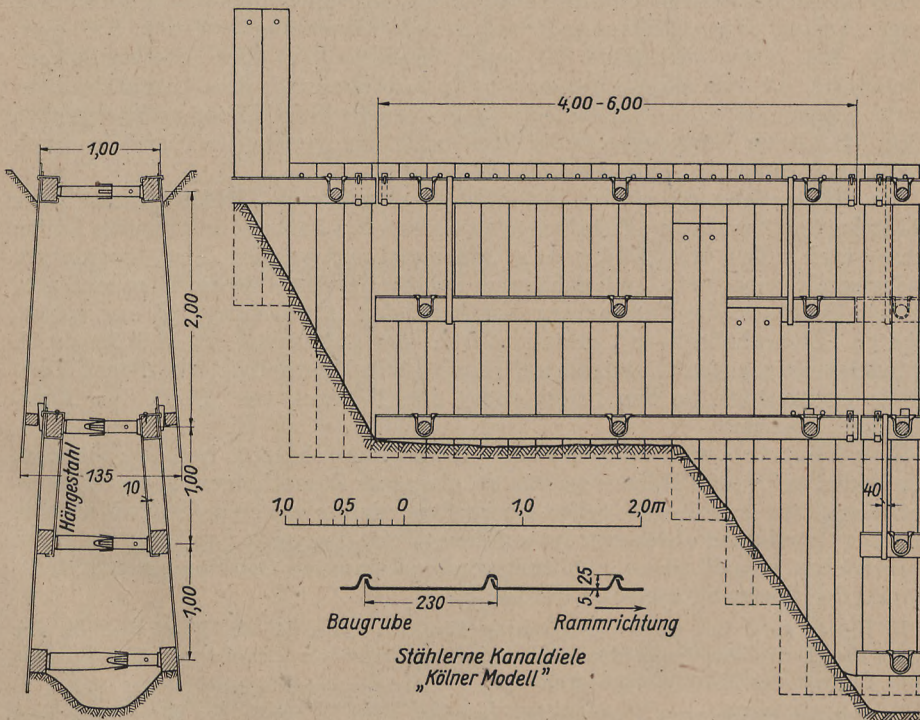 4,00-6,00
1,00
2,00
Hängestahl
135
10
1,00
1,00
40
1,0 0,5 0 1,0 2,0m
230
5
25
Baugrube
Rammrichtung
Stählerne Kanaldiele
„Kölner Modell”